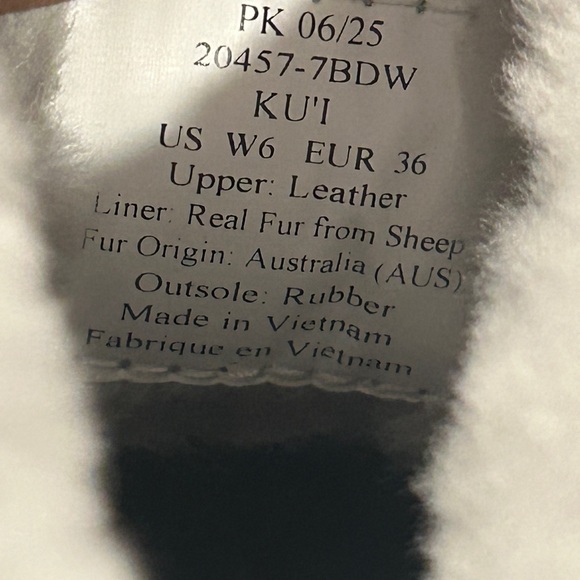 PK 06/25
20457-7BDW
KU'I
US W6 EUR 36
Upper: Leather
Liner: Real Fur from Sheep
Fur Origin: Australia (AUS)
Outsole: Rubber
Made in Vietnam
Fabrique en Vietnam